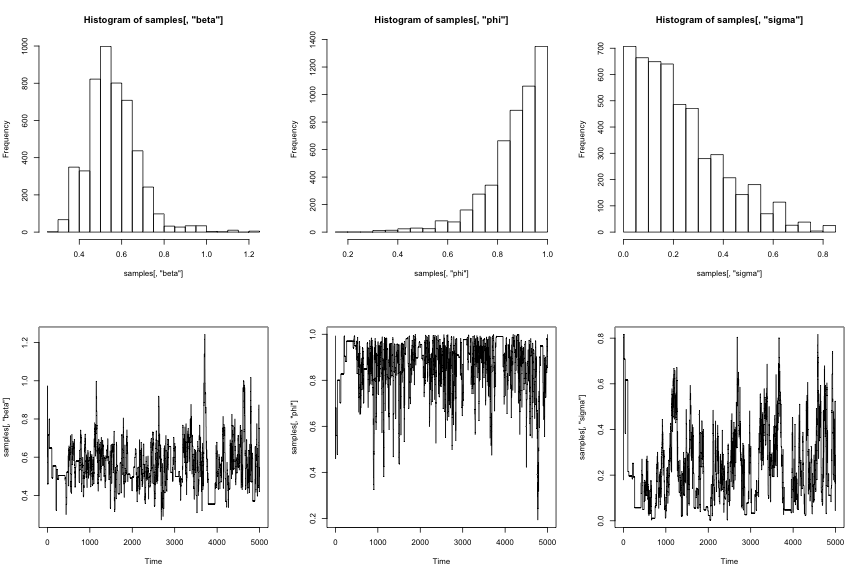 Histogram of samples[, "beta"]
Frequency
0 200 400 600 800 1000
0.4 0.6 0.8 1.0 1.2
samples[, "beta"]
Histogram of samples[, "phi"]
Frequency
0 200 400 600 800 1000 1200 1400
0.2 0.4 0.6 0.8 1.0
samples[, "phi"]
Histogram of samples[, "sigma"]
Frequency
0 100 200 300 400 500 600 700
0.0 0.2 0.4 0.6 0.8
samples[, "sigma"]
samples[, "beta"]
0.4 0.6 0.8 1.0 1.2
0 1000 2000 3000 4000 5000
Time
samples[, "phi"]
0.2 0.4 0.6 0.8 1.0
0 1000 2000 3000 4000 5000
Time
samples[, "sigma"]
0.0 0.2 0.4 0.6 0.8
0 1000 2000 3000 4000 5000
Time